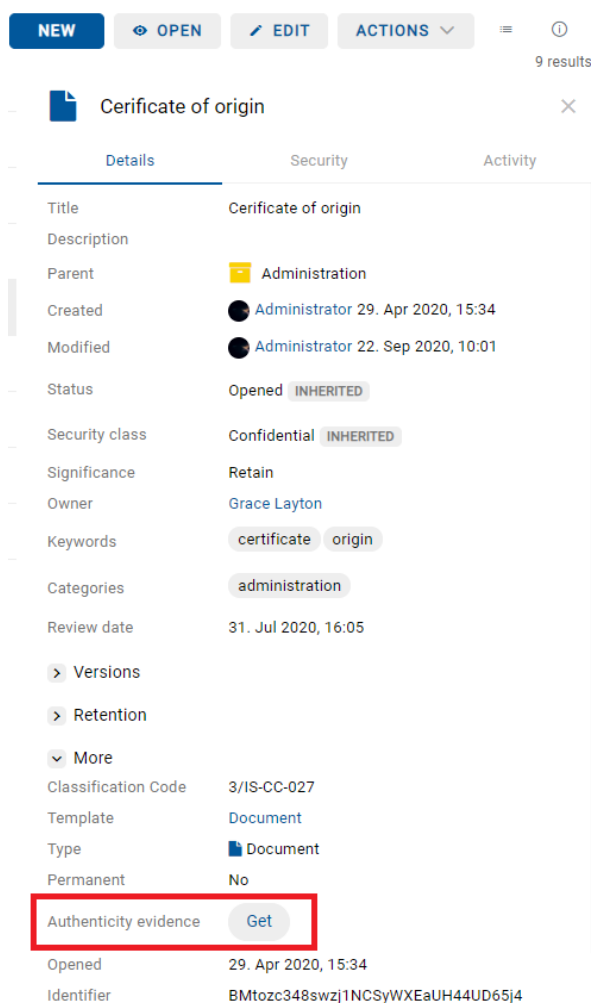 NEW OPEN EDIT ACTIONS
9 results
Cerificate of origin
Details Security Activity
Title Cerificate of origin
Description
Parent Administration
Created Administrator 29. Apr 2020, 15:34
Modified Administrator 22. Sep 2020, 10:01
Status Opened INHERITED
Security class Confidential INHERITED
Significance Retain
Owner Grace Layton
Keywords certificate origin
Categories administration
Review date 31. Jul 2020, 16:05
Versions
Retention
More
Classification Code 3/IS-CC-027
Template Document
Type Document
Permanent No
Authenticity evidence Get
Opened 29. Apr 2020, 15:34
Identifier BMtozc348swzj1NCSyWXEaUH44UD65j4